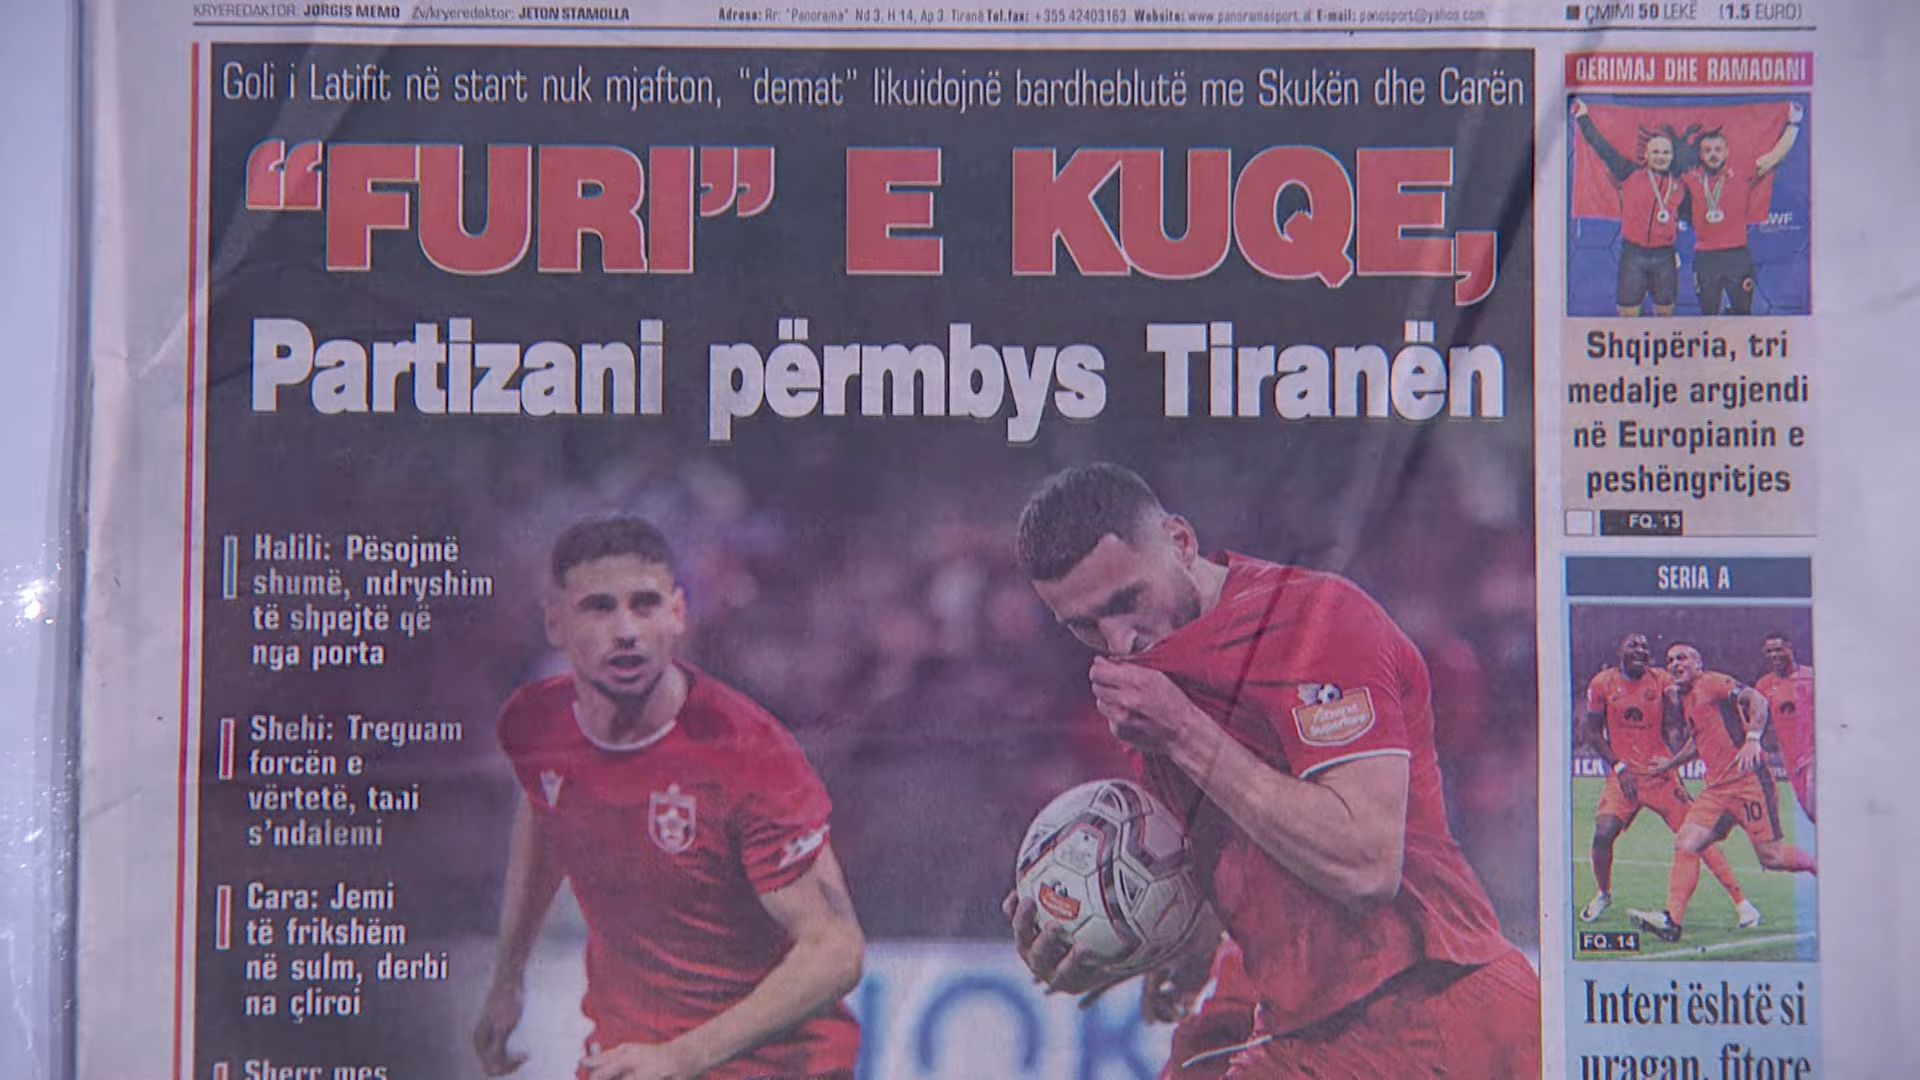 KRYEREDAKTOR: JORGIS MEMO Zv/kryeredaktor: JETON STAMOLLA
Adresa: Rr. "Panorama" Nd 3. H 14, Ap 3. Tiranë Tel.fax: +355 42403163 Website: www.panoramasport.al E-mail: panosport@yahoo.com
ÇMIMI 50 LEKË (1.5 EURO)
Goli i Latifit në start nuk mjafton, "demat" likuidojnë bardheblutë me Skukën dhe Carën
“FURI” E KUQE,
Partizani përmbys Tiranën
Halili: Pësojmë
shumë, ndryshim
të shpejtë që
nga porta
Shehi: Treguam
forcën e
vërtetë, tani
s’ndalemi
Cara: Jemi
të frikshëm
në sulm, derbi
na çliroi
Sherr mes
QERIMAJ DHE RAMADANI
Shqipëria, tri
medalje argjendi
në Europianin e
peshëngritjes
FQ. 13
SERIA A
10
FQ. 14
Interi është si
uragan, fitore